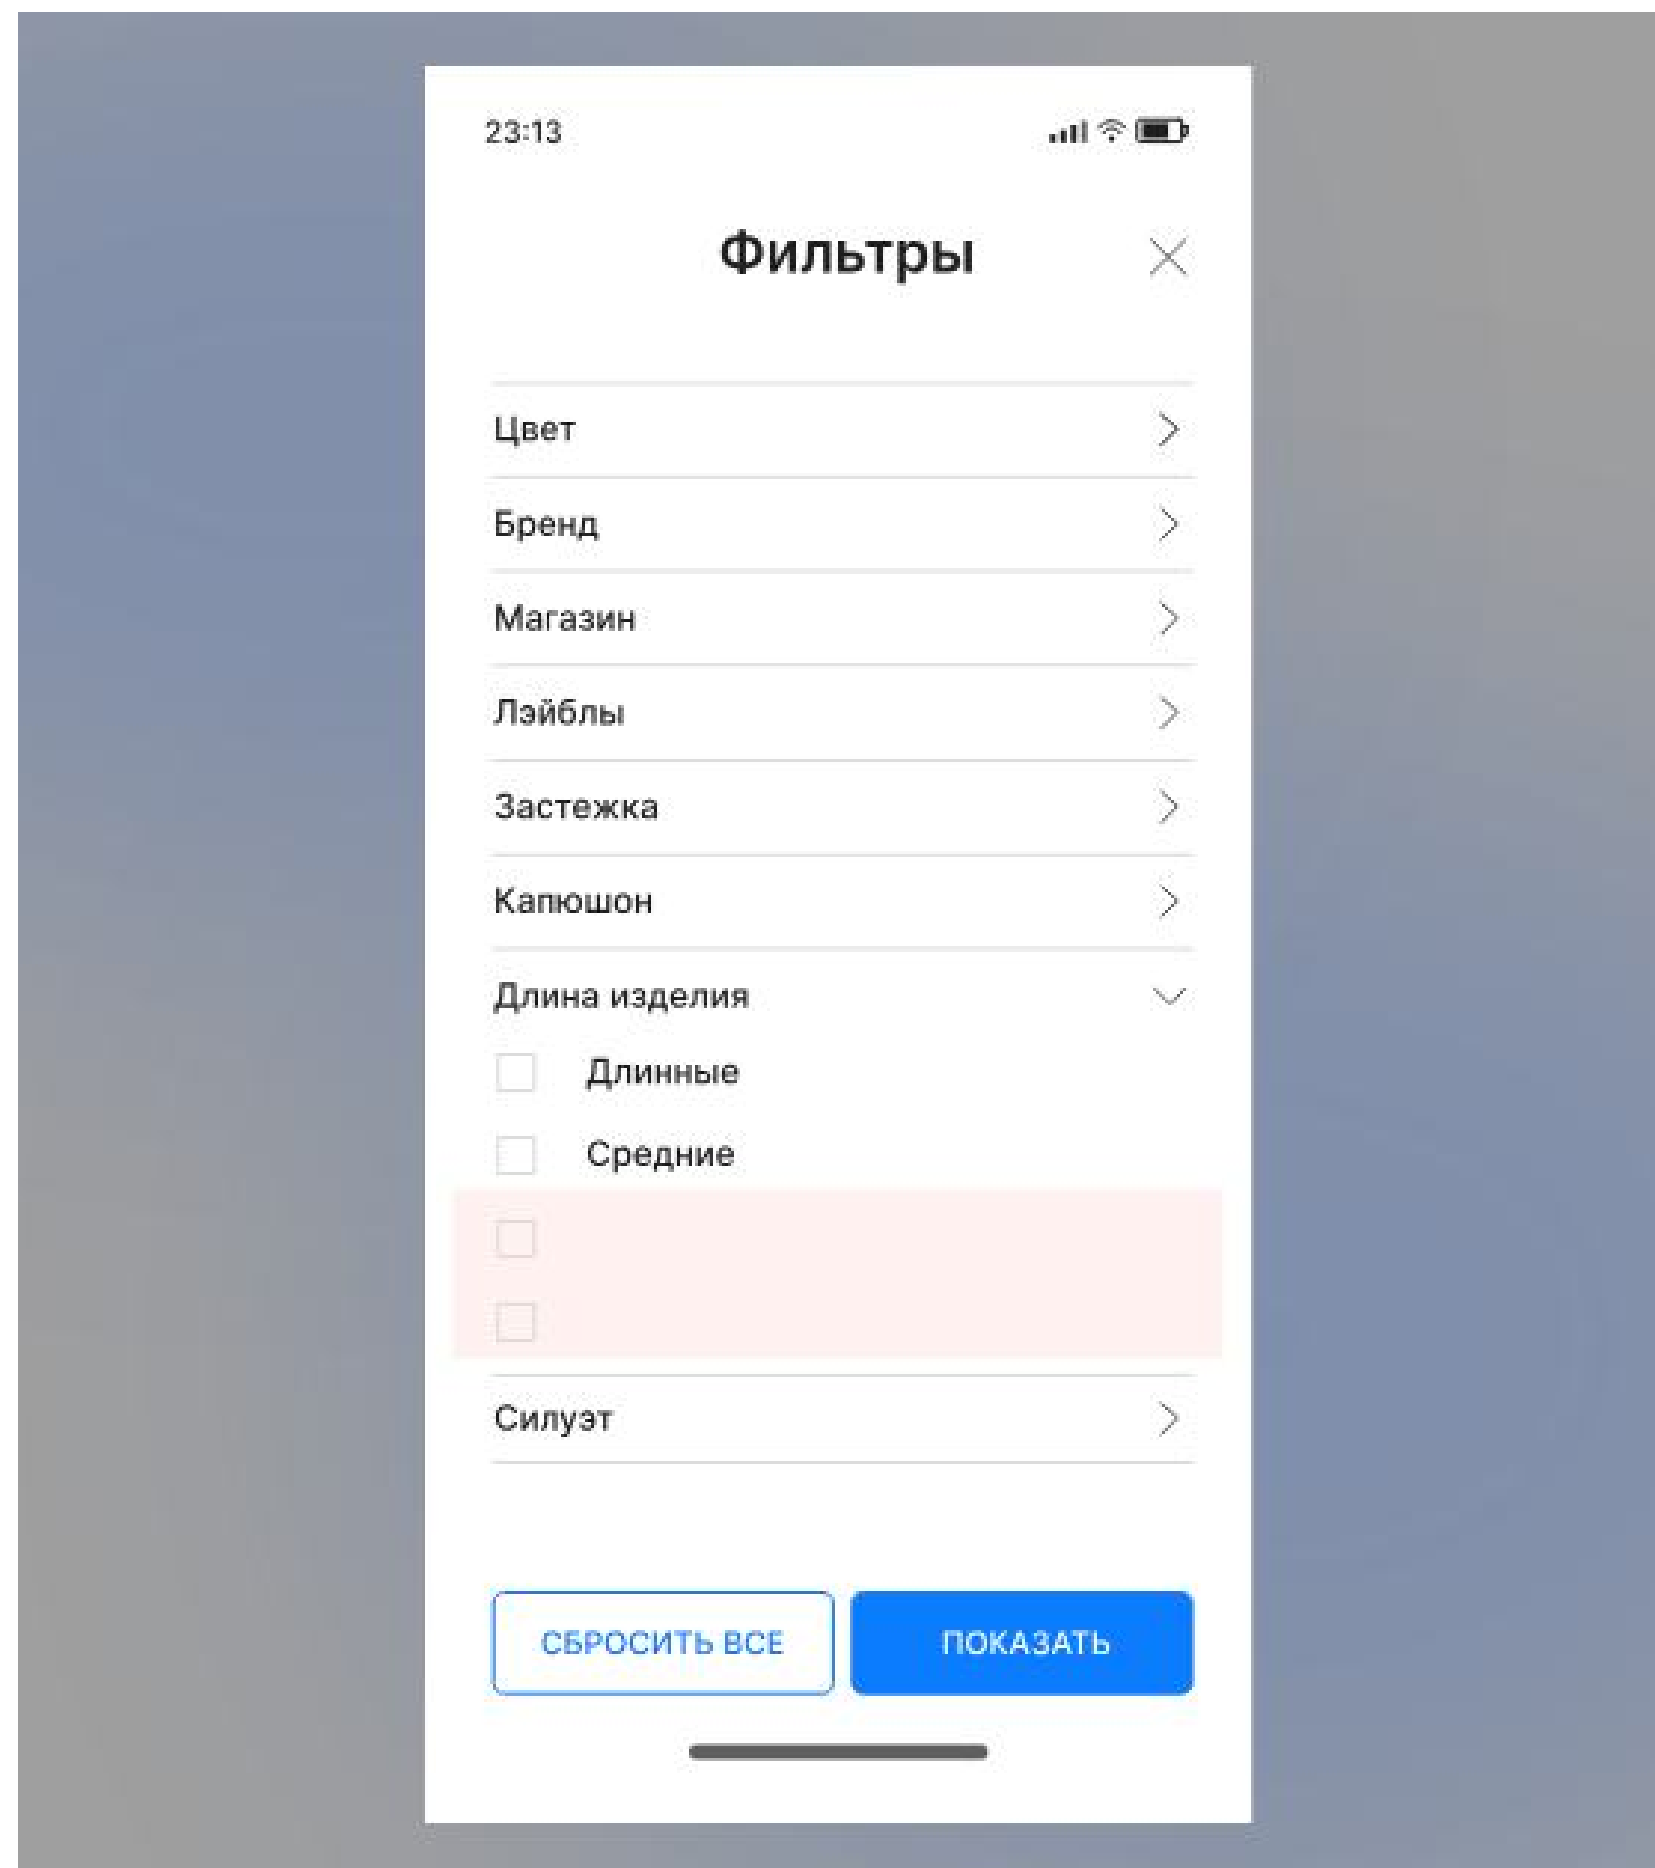 23:13
Фильтры
Цвет
Бренд
Магазин
Лэйблы
Застежка
Капюшон
Длина изделия
Длинные
Средние
Силуэт
СБРОСИТЬ ВСЕ
ПОКАЗАТЬ